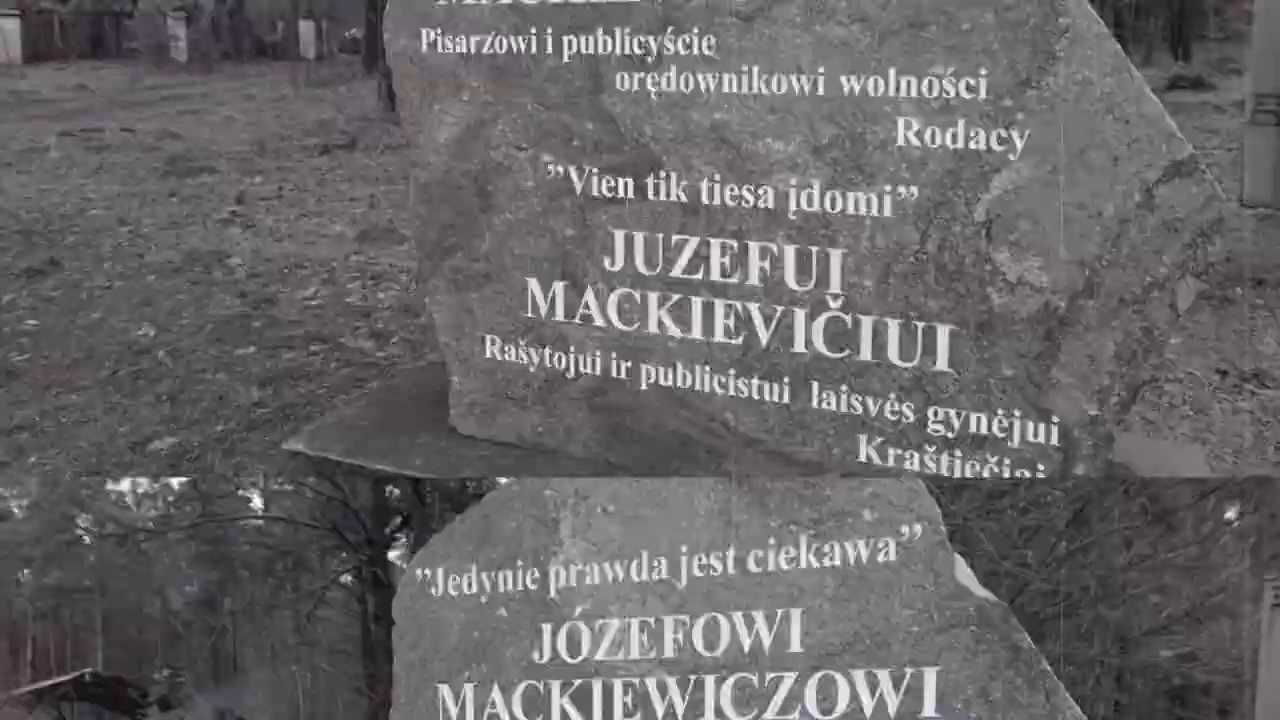 Pisarzowi i publicyście
orędownikowi wolności
Rodacy
”Vien tik tiesa įdomi”
JUZEFUI
MACKIEVIČIUI
Rašytojui ir publicistui laisvės gynėjui
Kraštiečiai
”Jedynie prawda jest ciekawa”
JÓZEFOWI
MACKIEWICZOWI